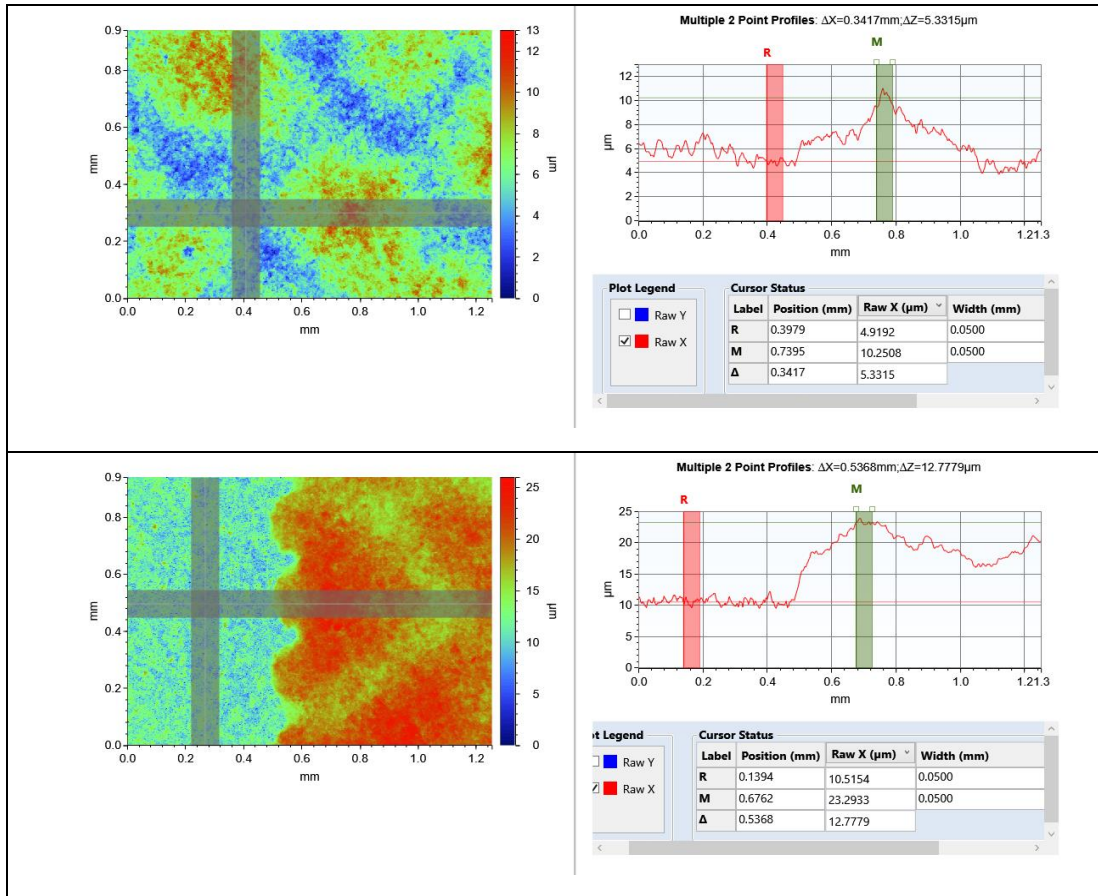 Multiple 2 Point Profiles: ΔX=0.3417mm;ΔZ=5.3315µm
0.9
0.8
0.6
0.4
0.2
0.0
mm
0.0 0.2 0.4 0.6 0.8 1.0 1.2
mm
13
12
10
8
6
4
2
0
µm
R
M
12
10
8
6
4
2
0
µm
0.0 0.2 0.4 0.6 0.8 1.0 1.21.3
mm
Plot Legend
Raw Y
Raw X
Cursor Status
Label Position (mm) Raw X (µm) Width (mm)
R 0.3979 4.9192 0.0500
M 0.7395 10.2508 0.0500
Δ 0.3417 5.3315
Multiple 2 Point Profiles: ΔX=0.5368mm;ΔZ=12.7779µm
0.9
0.8
0.6
0.4
0.2
0.0
mm
0.0 0.2 0.4 0.6 0.8 1.0 1.2
mm
25
20
15
10
5
0
µm
R
M
25
20
15
10
5
0
µm
0.0 0.2 0.4 0.6 0.8 1.0 1.21.3
mm
ot Legend
Raw Y
Raw X
Cursor Status
Label Position (mm) Raw X (µm) Width (mm)
R 0.1394 10.5154 0.0500
M 0.6762 23.2933 0.0500
Δ 0.5368 12.7779